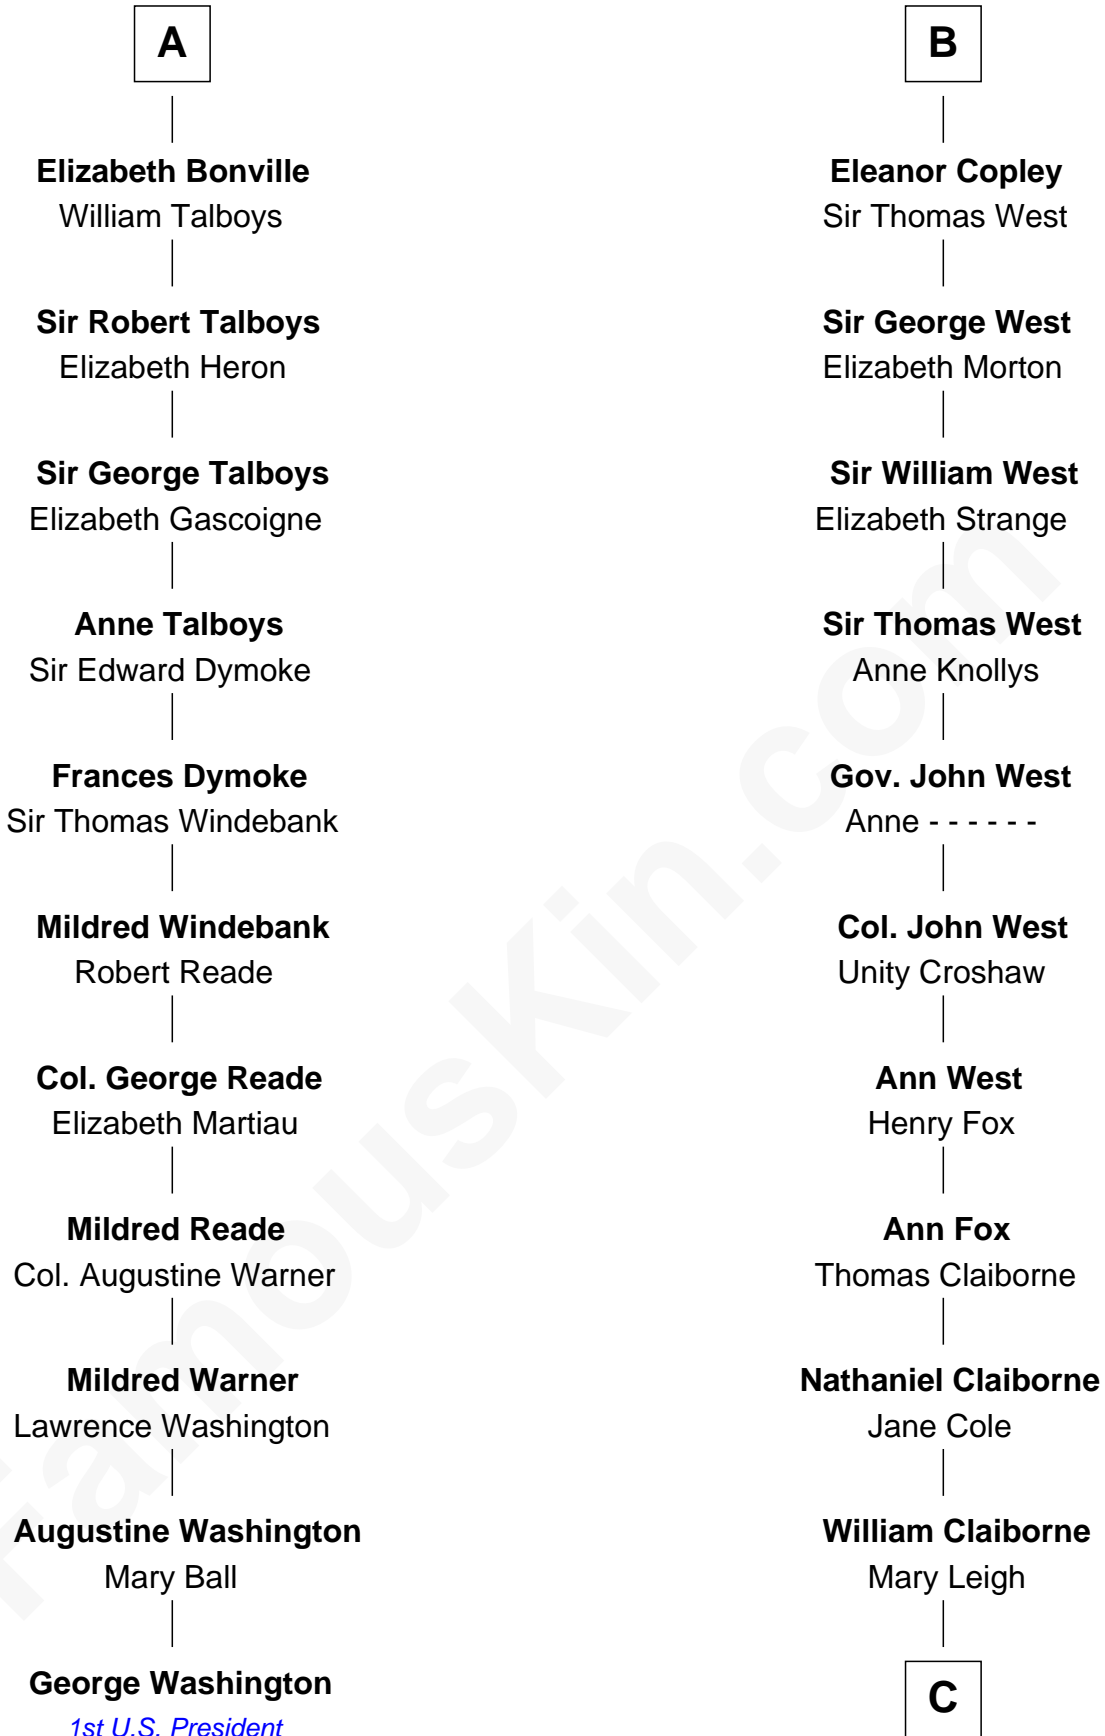 A
Elizabeth Bonville
William Talboys
Sir Robert Talboys
Elizabeth Heron
Sir George Talboys
Elizabeth Gascoigne
Anne Talboys
Sir Edward Dymoke
Frances Dymoke
Sir Thomas Windebank
Mildred Windebank
Robert Reade
Col. George Reade
Elizabeth Martiau
Mildred Reade
Col. Augustine Warner
Mildred Warner
Lawrence Washington
Augustine Washington
Mary Ball
George Washington
1st U.S. President
B
Eleanor Copley
Sir Thomas West
Sir George West
Elizabeth Morton
Sir William West
Elizabeth Strange
Sir Thomas West
Anne Knollys
Gov. John West
Anne - - - - - -
Col. John West
Unity Croshaw
Ann West
Henry Fox
Ann Fox
Thomas Claiborne
Nathaniel Claiborne
Jane Cole
William Claiborne
Mary Leigh
C
FamousKin.com